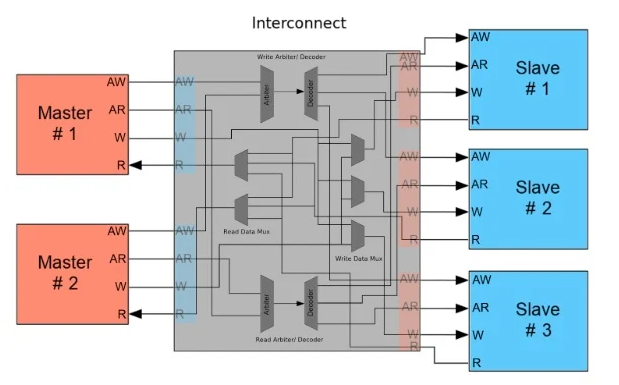 Interconnect
Write Arbiter/ Decoder
Master
# 1
AW
AR
W
R
AW
AR
W
R
Arbiter
Decoder
AW
AR
W
R
AW
AR
W
R
Slave
# 1
Master
# 2
AW
AR
W
R
AW
AR
W
R
Read Data Mux
Write Data Mux
AW
AR
W
R
AW
AR
W
R
Slave
# 2
Arbiter
Decoder
Read Arbiter/ Decoder
AW
AR
W
R
AW
AR
W
R
Slave
# 3